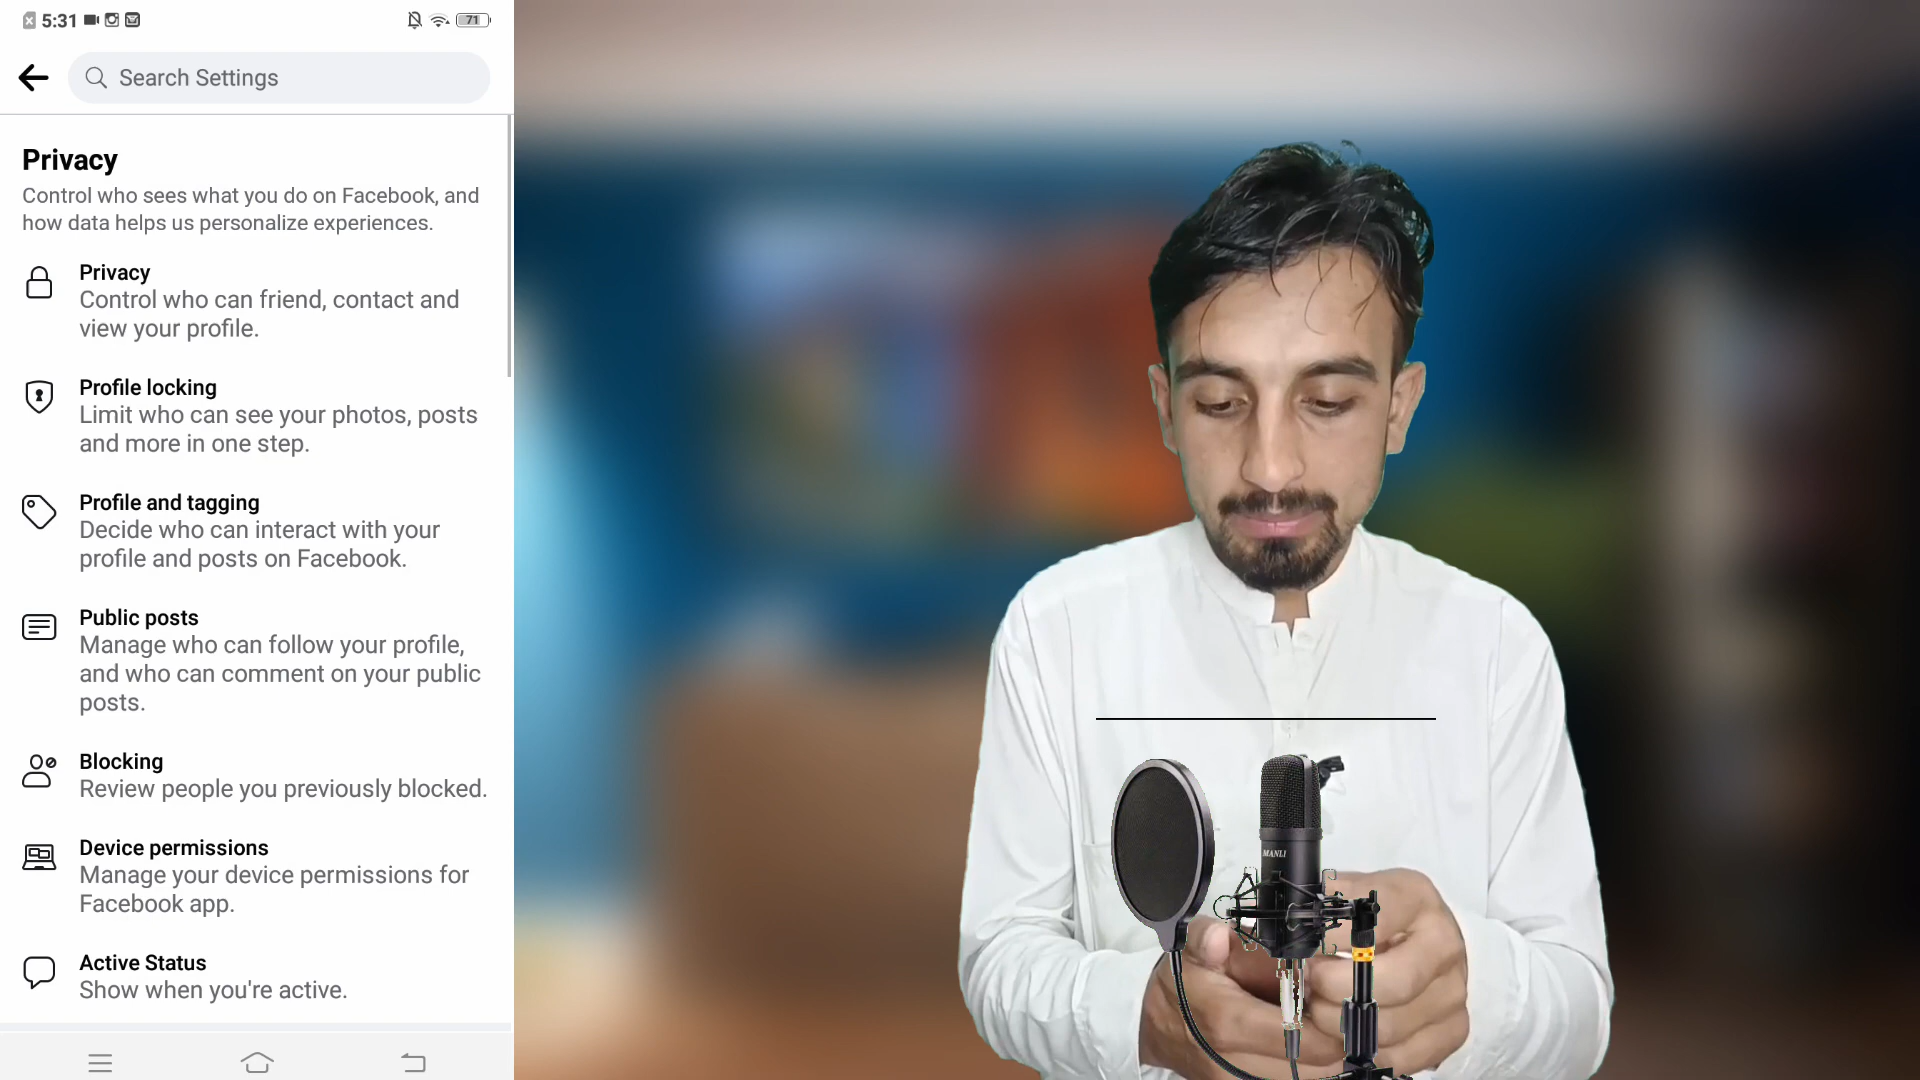 5:31
71
Search Settings
Privacy
Control who sees what you do on Facebook, and
how data helps us personalize experiences.
Privacy
Control who can friend, contact and
view your profile.
Profile locking
Limit who can see your photos, posts
and more in one step.
Profile and tagging
Decide who can interact with your
profile and posts on Facebook.
Public posts
Manage who can follow your profile,
and who can comment on your public
posts.
Blocking
Review people you previously blocked.
Device permissions
Manage your device permissions for
Facebook app.
Active Status
Show when you're active.
MANLI